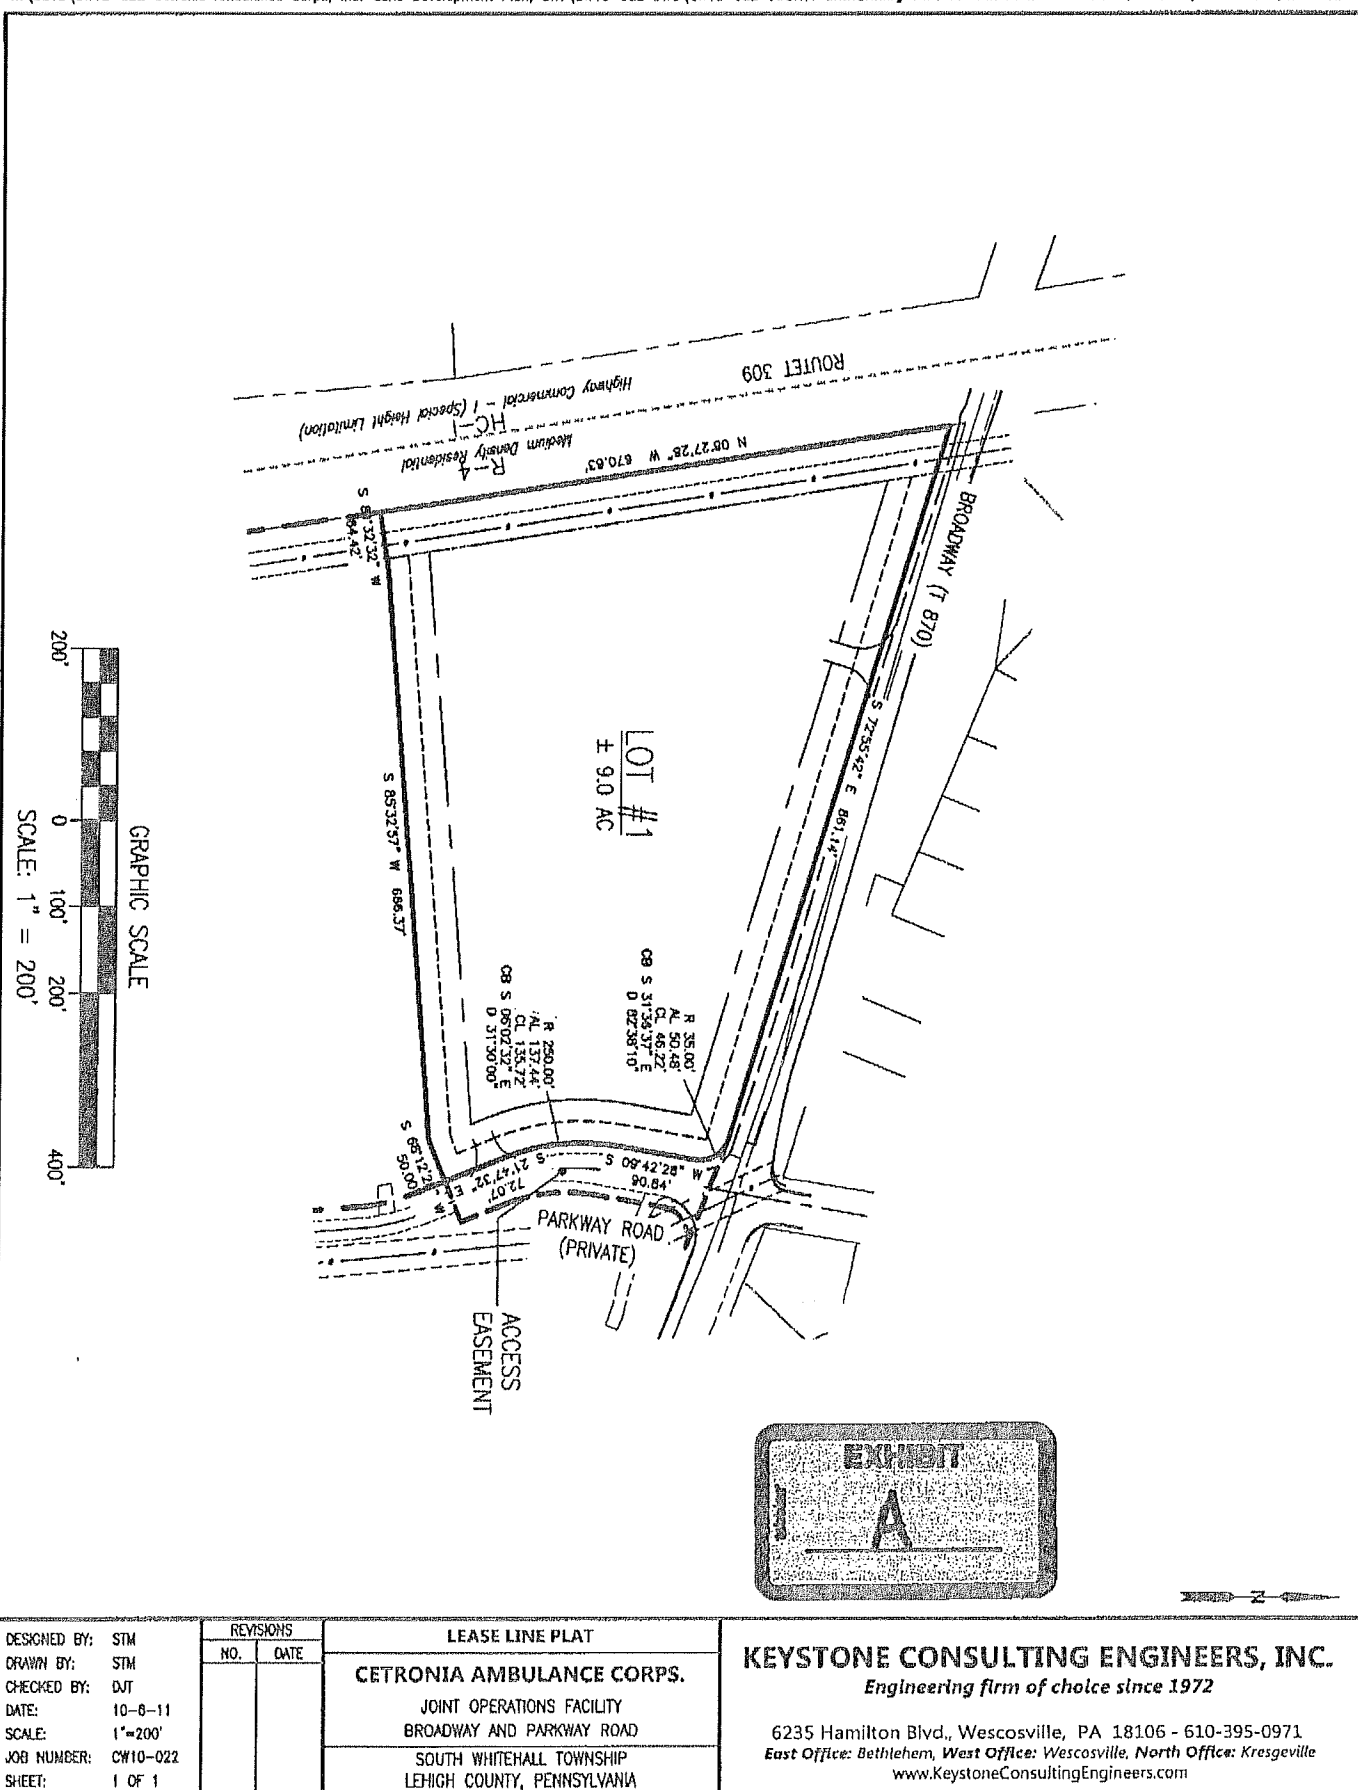 ROUTET 309
Highway Commercial - 1 (Special Height Limitation)
HC-1
R-4
Medium Density Residential
N 08°27'28" W 670.63'
BROADWAY (T 870)
S 72°55'42" E 861.14'
LOT #1
± 9.0 AC
S 85°32'57" W 686.37'
R 35.00'
AL 50.48'
CL 46.22'
CB S 31°36'37" E
D 82°38'10"
R 250.00'
AL 137.44'
CL 135.72'
CB S 06°02'32" E
D 31°30'00"
S 09°42'28" W
90.84'
S 21°47'32" E
72.07'
PARKWAY ROAD
(PRIVATE)
ACCESS
EASEMENT
GRAPHIC SCALE
200' 0 100' 200' 400'
SCALE: 1" = 200'
EXHIBIT
A
N
DESIGNED BY: STM
DRAWN BY: STM
CHECKED BY: DJT
DATE: 10-6-11
SCALE: 1"=200'
JOB NUMBER: CW10-022
SHEET: 1 OF 1
REVISIONS
NO. DATE
LEASE LINE PLAT
CETRONIA AMBULANCE CORPS.
JOINT OPERATIONS FACILITY
BROADWAY AND PARKWAY ROAD
SOUTH WHITEHALL TOWNSHIP
LEHIGH COUNTY, PENNSYLVANIA
KEYSTONE CONSULTING ENGINEERS, INC.
Engineering firm of choice since 1972
6235 Hamilton Blvd., Wescosville, PA 18106 - 610-395-0971
East Office: Bethlehem, West Office: Wescosville, North Office: Kresgeville
www.KeystoneConsultingEngineers.com